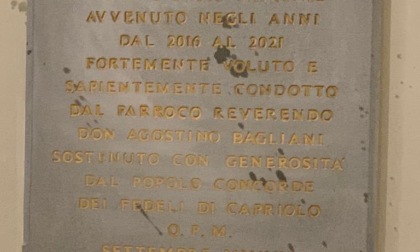 AVVENUTO NEGLI ANNI
DAL 2016 AL 2021
FORTEMENTE VOLUTO E
SAPIENTEMENTE CONDOTTO
DAL PARROCO REVERENDO
DON AGOSTINO BAGLIANI
SOSTENUTO CON GENEROSITÀ
DAL POPOLO CONCORDE
DEI FEDELI DI CAPRIOLO
Q. F. M.